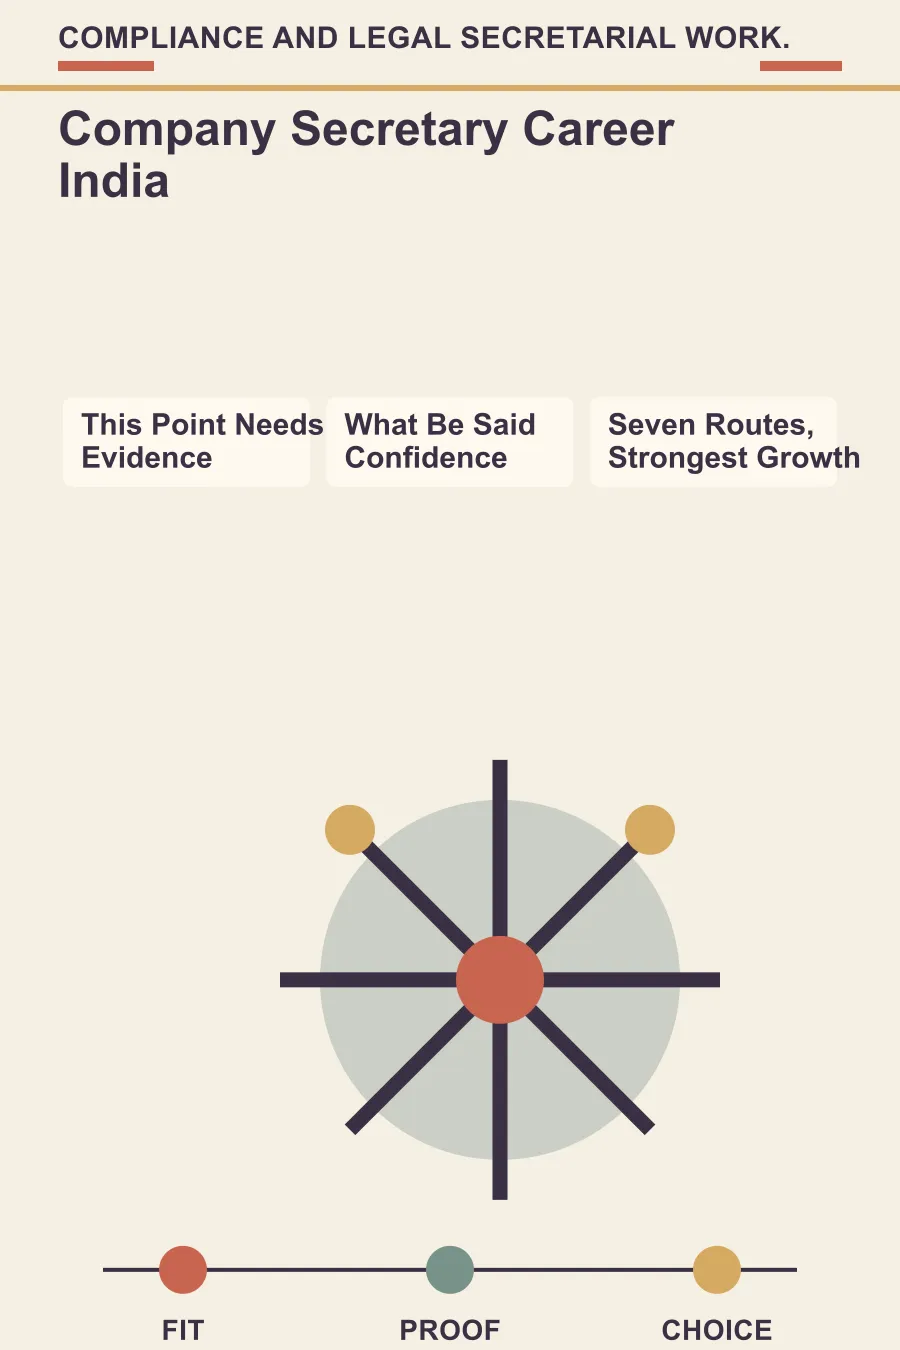 COMPLIANCE AND LEGAL SECRETARIAL WORK.
Company Secretary Career
India
This Point Needs
Evidence
What Be Said
Confidence
Seven Routes,
Strongest Growth
FIT
PROOF
CHOICE